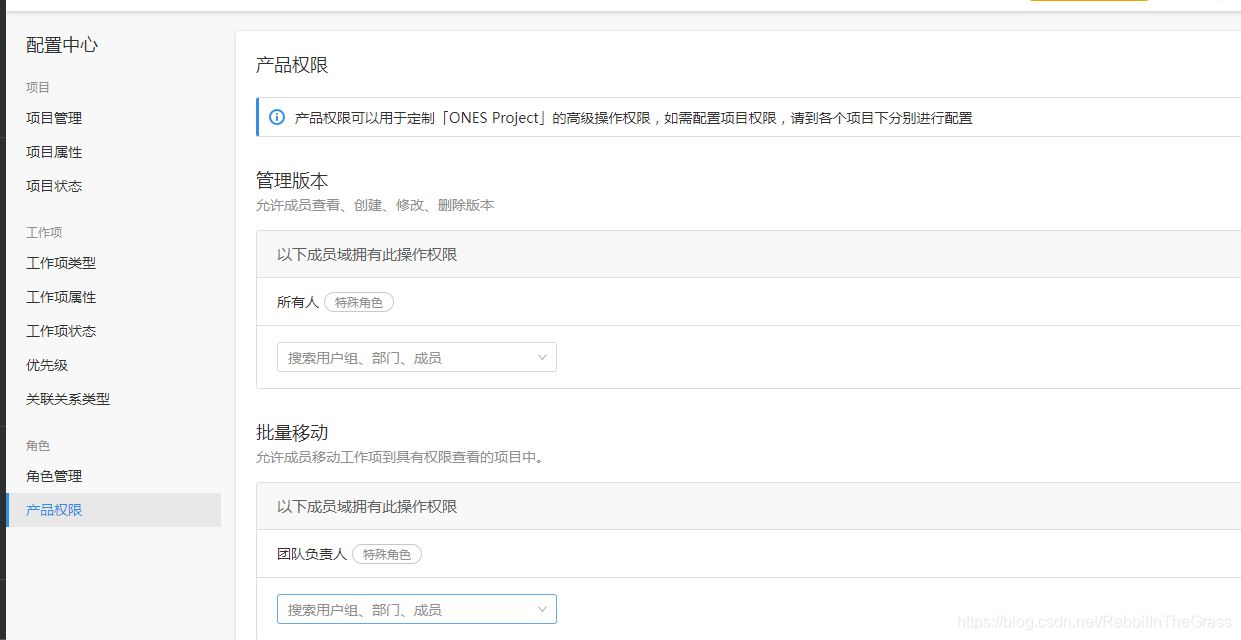 配置中心
项目
项目管理
项目属性
项目状态
工作项
工作项类型
工作项属性
工作项状态
优先级
关联关系类型
角色
角色管理
产品权限
产品权限
产品权限可以用于定制「ONES Project」的高级操作权限，如需配置项目权限，请到各个项目下分别进行配置
管理版本
允许成员查看、创建、修改、删除版本
以下成员域拥有此操作权限
所有人 特殊角色
搜索用户组、部门、成员
批量移动
允许成员移动工作项到具有权限查看的项目中。
以下成员域拥有此操作权限
团队负责人 特殊角色
搜索用户组、部门、成员
https://blog.csdn.net/RabbitInTheGrass